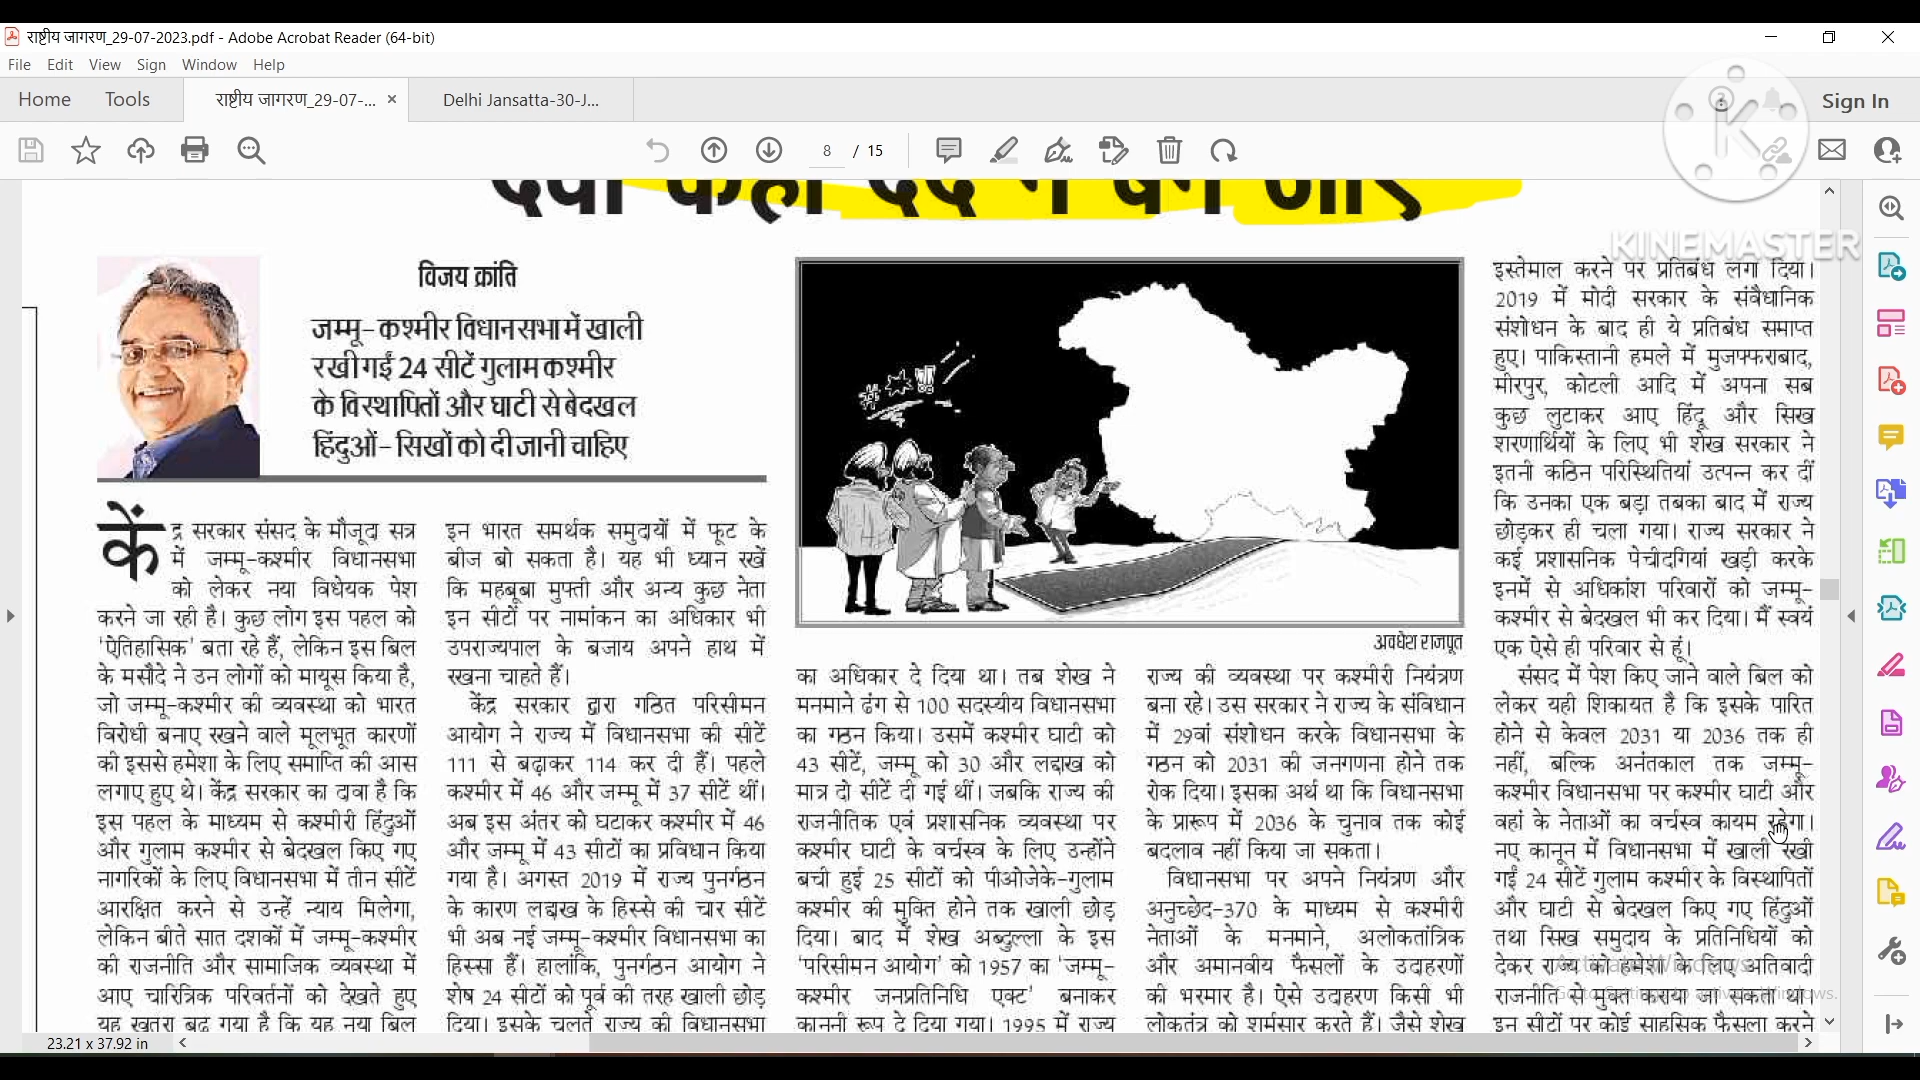 राष्ट्रीय जागरण_29-07-2023.pdf - Adobe Acrobat Reader (64-bit)
File Edit View Sign Window Help
Home Tools राष्ट्रीय जागरण_29-07-... × Delhi Jansatta-30-J... Sign In
8 / 15
दवा कहीं दर्द न बन जाए
KINEMASTER
विजय क्रांति
जम्मू-कश्मीर विधानसभा में खाली
रखी गईं 24 सीटें गुलाम कश्मीर
के विस्थापितों और घाटी से बेदखल
हिंदुओं-सिखों को दी जानी चाहिए
केंद्र सरकार संसद के मौजूदा सत्र
में जम्मू-कश्मीर विधानसभा
को लेकर नया विधेयक पेश
करने जा रही है। कुछ लोग इस पहल को
'ऐतिहासिक' बता रहे हैं, लेकिन इस बिल
के मसौदे ने उन लोगों को मायूस किया है,
जो जम्मू-कश्मीर की व्यवस्था को भारत
विरोधी बनाए रखने वाले मूलभूत कारणों
की इससे हमेशा के लिए समाप्ति की आस
लगाए हुए थे। केंद्र सरकार का दावा है कि
इस पहल के माध्यम से कश्मीरी हिंदुओं
और गुलाम कश्मीर से बेदखल किए गए
नागरिकों के लिए विधानसभा में तीन सीटें
आरक्षित करने से उन्हें न्याय मिलेगा,
लेकिन बीते सात दशकों में जम्मू-कश्मीर
की राजनीति और सामाजिक व्यवस्था में
आए चारित्रिक परिवर्तनों को देखते हुए
यह खतरा बढ़ गया है कि यह नया बिल
इन भारत समर्थक समुदायों में फूट के
बीज बो सकता है। यह भी ध्यान रखें
कि महबूबा मुफ्ती और अन्य कुछ नेता
इन सीटों पर नामांकन का अधिकार भी
उपराज्यपाल के बजाय अपने हाथ में
रखना चाहते हैं।
केंद्र सरकार द्वारा गठित परिसीमन
आयोग ने राज्य में विधानसभा की सीटें
111 से बढ़ाकर 114 कर दी हैं। पहले
कश्मीर में 46 और जम्मू में 37 सीटें थीं।
अब इस अंतर को घटाकर कश्मीर में 46
और जम्मू में 43 सीटों का प्रविधान किया
गया है। अगस्त 2019 में राज्य पुनर्गठन
के कारण लद्दाख के हिस्से की चार सीटें
भी अब नई जम्मू-कश्मीर विधानसभा का
हिस्सा हैं। हालांकि, पुनर्गठन आयोग ने
शेष 24 सीटों को पूर्व की तरह खाली छोड़
दिया। इसके चलते राज्य की विधानसभा
# !!!
अवधेश राजपूत
का अधिकार दे दिया था। तब शेख ने
मनमाने ढंग से 100 सदस्यीय विधानसभा
का गठन किया। उसमें कश्मीर घाटी को
43 सीटें, जम्मू को 30 और लद्दाख को
मात्र दो सीटें दी गई थीं। जबकि राज्य की
राजनीतिक एवं प्रशासनिक व्यवस्था पर
कश्मीर घाटी के वर्चस्व के लिए उन्होंने
बची हुई 25 सीटों को पीओजेके-गुलाम
कश्मीर की मुक्ति होने तक खाली छोड़
दिया। बाद में शेख अब्दुल्ला के इस
'परिसीमन आयोग' को 1957 का 'जम्मू-
कश्मीर जनप्रतिनिधि एक्ट' बनाकर
कानूनी रूप दे दिया गया। 1995 में राज्य
राज्य की व्यवस्था पर कश्मीरी नियंत्रण
बना रहे। उस सरकार ने राज्य के संविधान
में 29वां संशोधन करके विधानसभा के
गठन को 2031 की जनगणना होने तक
रोक दिया। इसका अर्थ था कि विधानसभा
के प्रारूप में 2036 के चुनाव तक कोई
बदलाव नहीं किया जा सकता।
विधानसभा पर अपने नियंत्रण और
अनुच्छेद-370 के माध्यम से कश्मीरी
नेताओं के मनमाने, अलोकतांत्रिक
और अमानवीय फैसलों के उदाहरणों
की भरमार है। ऐसे उदाहरण किसी भी
लोकतंत्र को शर्मसार करते हैं। जैसे शेख
इस्तेमाल करने पर प्रतिबंध लगा दिया।
2019 में मोदी सरकार के संवैधानिक
संशोधन के बाद ही ये प्रतिबंध समाप्त
हुए। पाकिस्तानी हमले में मुजफ्फराबाद,
मीरपुर, कोटली आदि में अपना सब
कुछ लुटाकर आए हिंदू और सिख
शरणार्थियों के लिए भी शेख सरकार ने
इतनी कठिन परिस्थितियां उत्पन्न कर दीं
कि उनका एक बड़ा तबका बाद में राज्य
छोड़कर ही चला गया। राज्य सरकार ने
कई प्रशासनिक पेचीदगियां खड़ी करके
इनमें से अधिकांश परिवारों को जम्मू-
कश्मीर से बेदखल भी कर दिया। मैं स्वयं
एक ऐसे ही परिवार से हूं।
संसद में पेश किए जाने वाले बिल को
लेकर यही शिकायत है कि इसके पारित
होने से केवल 2031 या 2036 तक ही
नहीं, बल्कि अनंतकाल तक जम्मू-
कश्मीर विधानसभा पर कश्मीर घाटी और
वहां के नेताओं का वर्चस्व कायम रहेगा।
नए कानून में विधानसभा में खाली रखी
गईं 24 सीटें गुलाम कश्मीर के विस्थापितों
और घाटी से बेदखल किए गए हिंदुओं
तथा सिख समुदाय के प्रतिनिधियों को
देकर राज्य को हमेशा के लिए अतिवादी
राजनीति से मुक्त कराया जा सकता था।
इन सीटों पर कोई साहसिक फैसला करने
Activate Windows
Go to Settings to activate Windows.
23.21 x 37.92 in